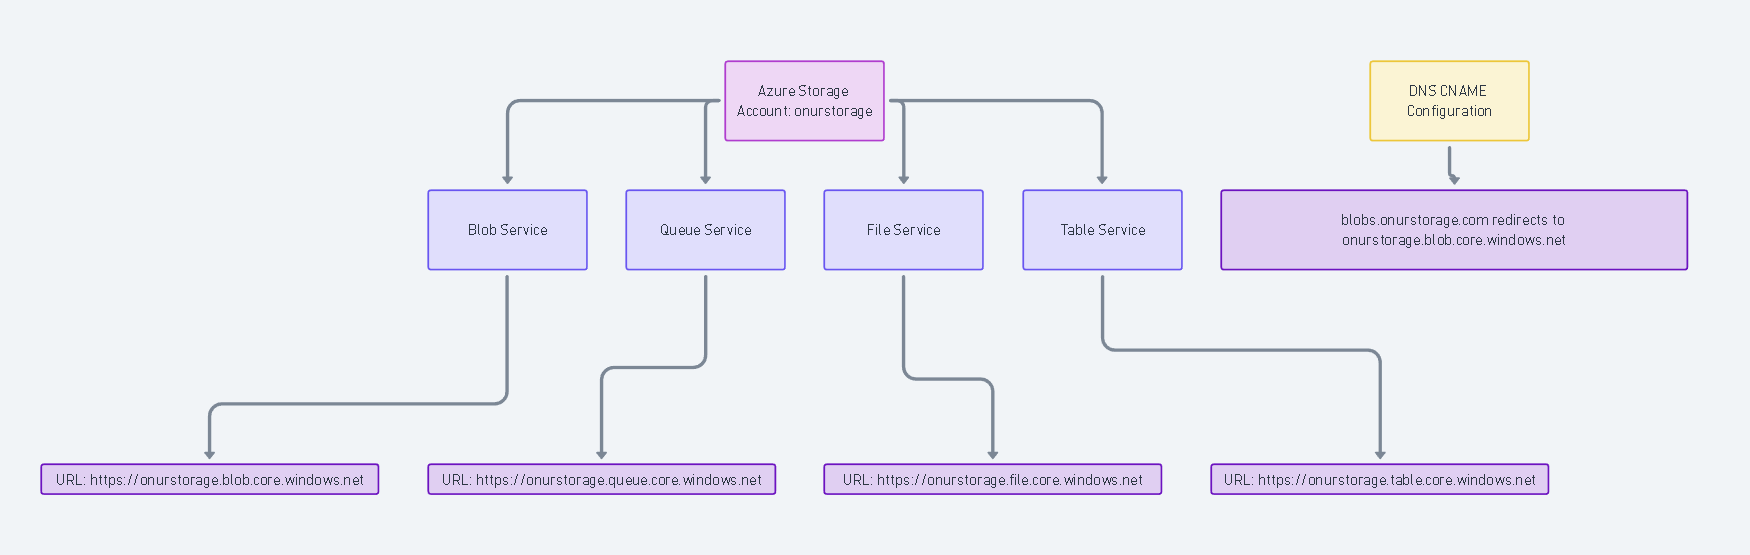 Azure Storage
Account: onurstorage
DNS CNAME
Configuration
Blob Service
Queue Service
File Service
Table Service
blobs.onurstorage.com redirects to
onurstorage.blob.core.windows.net
URL: https://onurstorage.blob.core.windows.net
URL: https://onurstorage.queue.core.windows.net
URL: https://onurstorage.file.core.windows.net
URL: https://onurstorage.table.core.windows.net